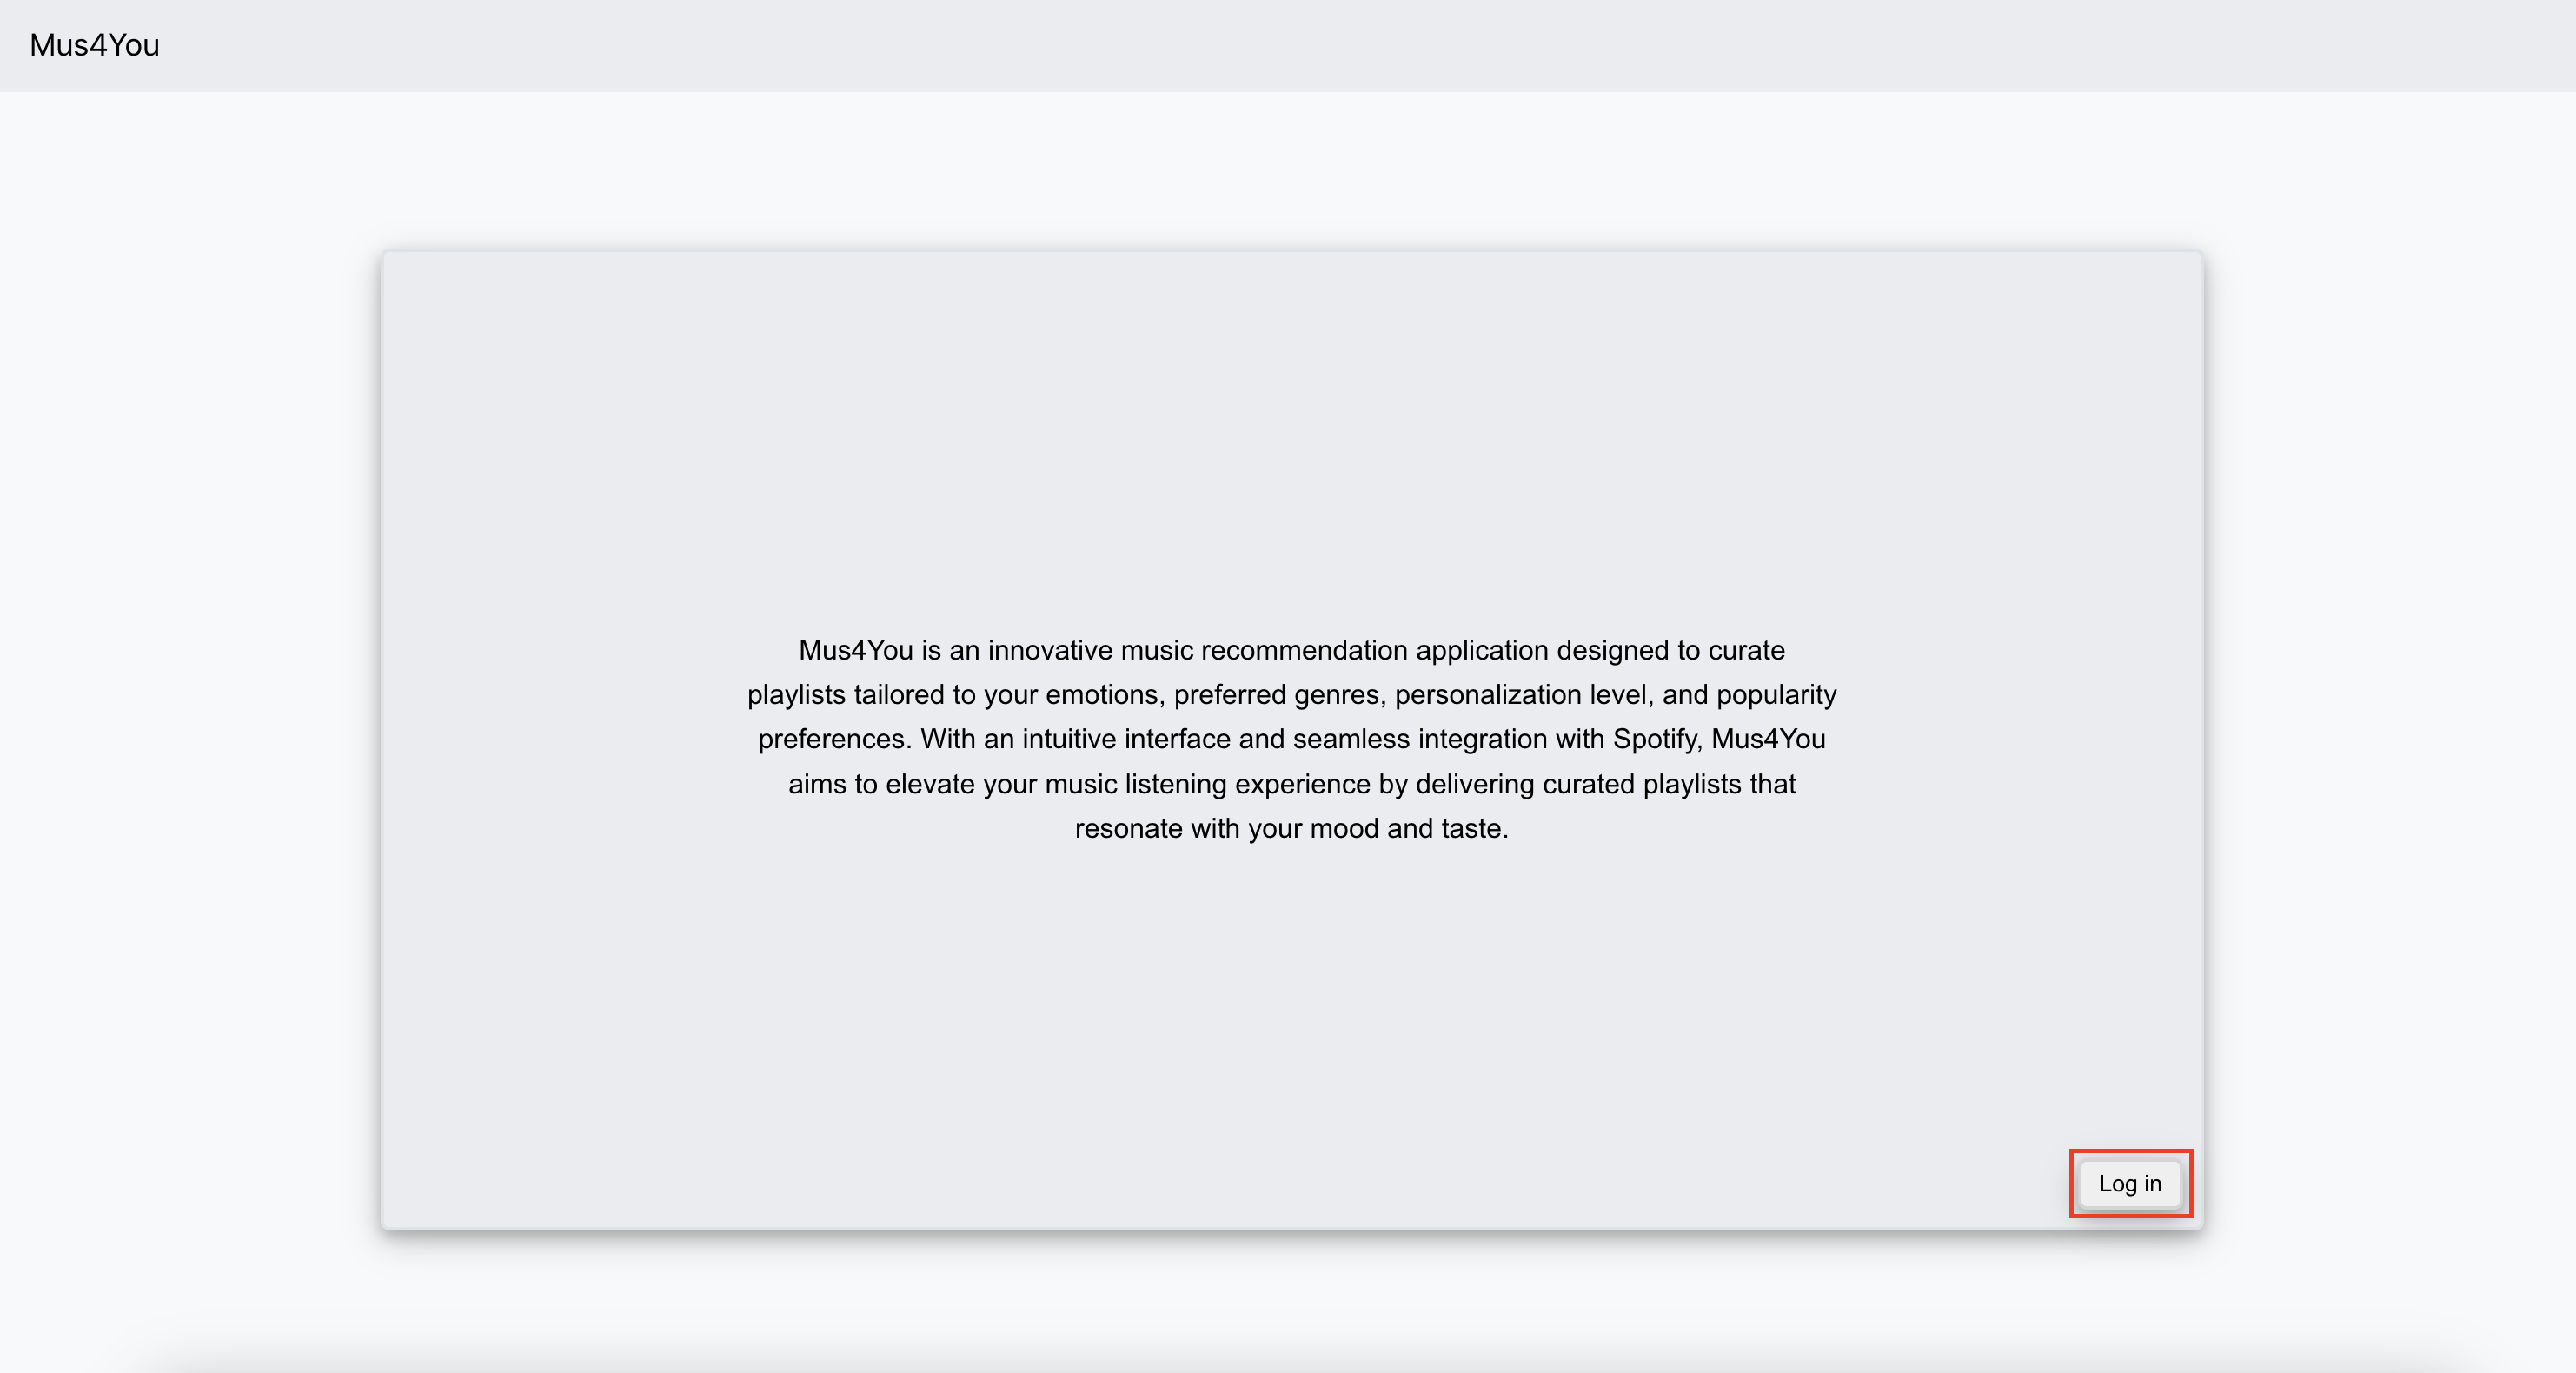 Mus4You
Mus4You is an innovative music recommendation application designed to curate
playlists tailored to your emotions, preferred genres, personalization level, and popularity
preferences. With an intuitive interface and seamless integration with Spotify, Mus4You
aims to elevate your music listening experience by delivering curated playlists that
resonate with your mood and taste.
Log in